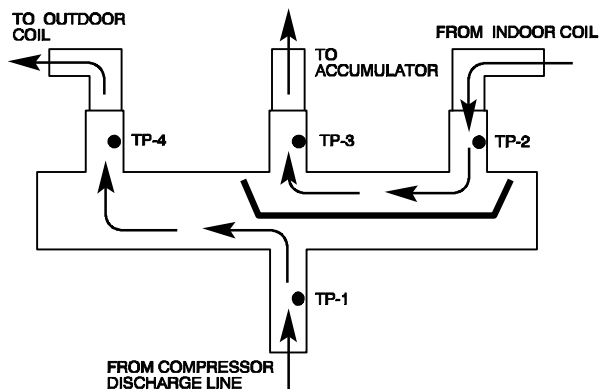 TO OUTDOOR
COIL
TO
ACCUMULATOR
FROM INDOOR COIL
TP-4
TP-3
TP-2
TP-1
FROM COMPRESSOR
DISCHARGE LINE